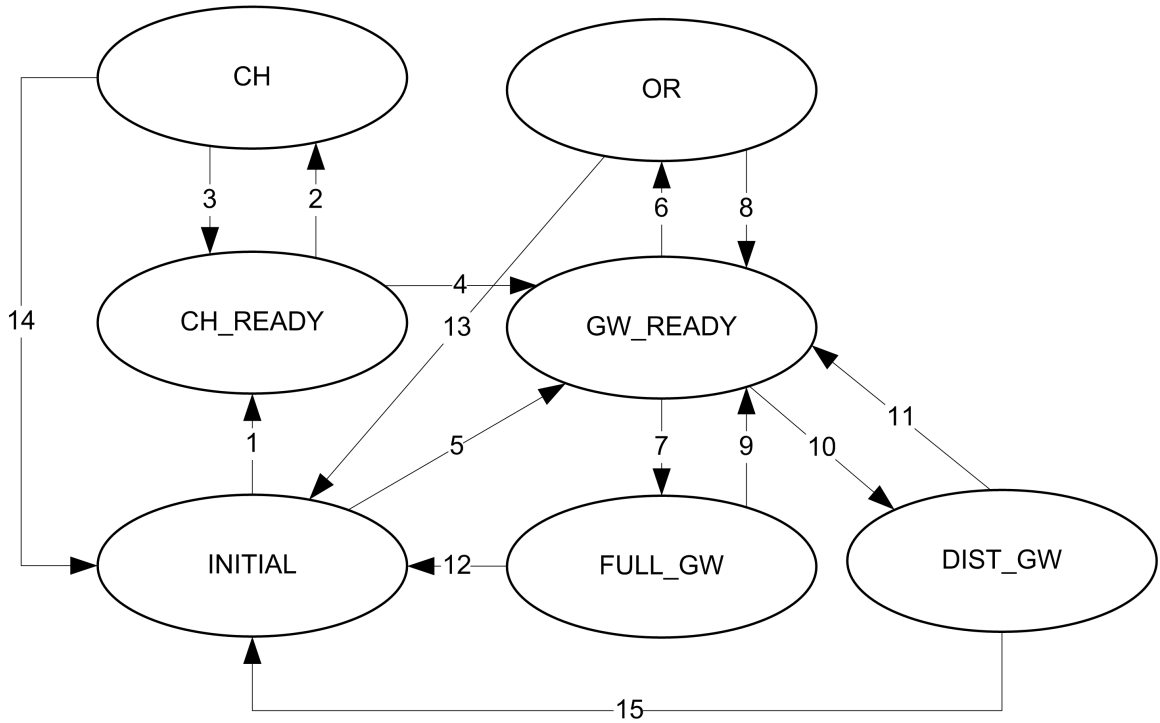 CH
OR
3
2
6
8
4
14
CH_READY
13
GW_READY
11
1
5
7
9
10
INITIAL
12
FULL_GW
DIST_GW
15